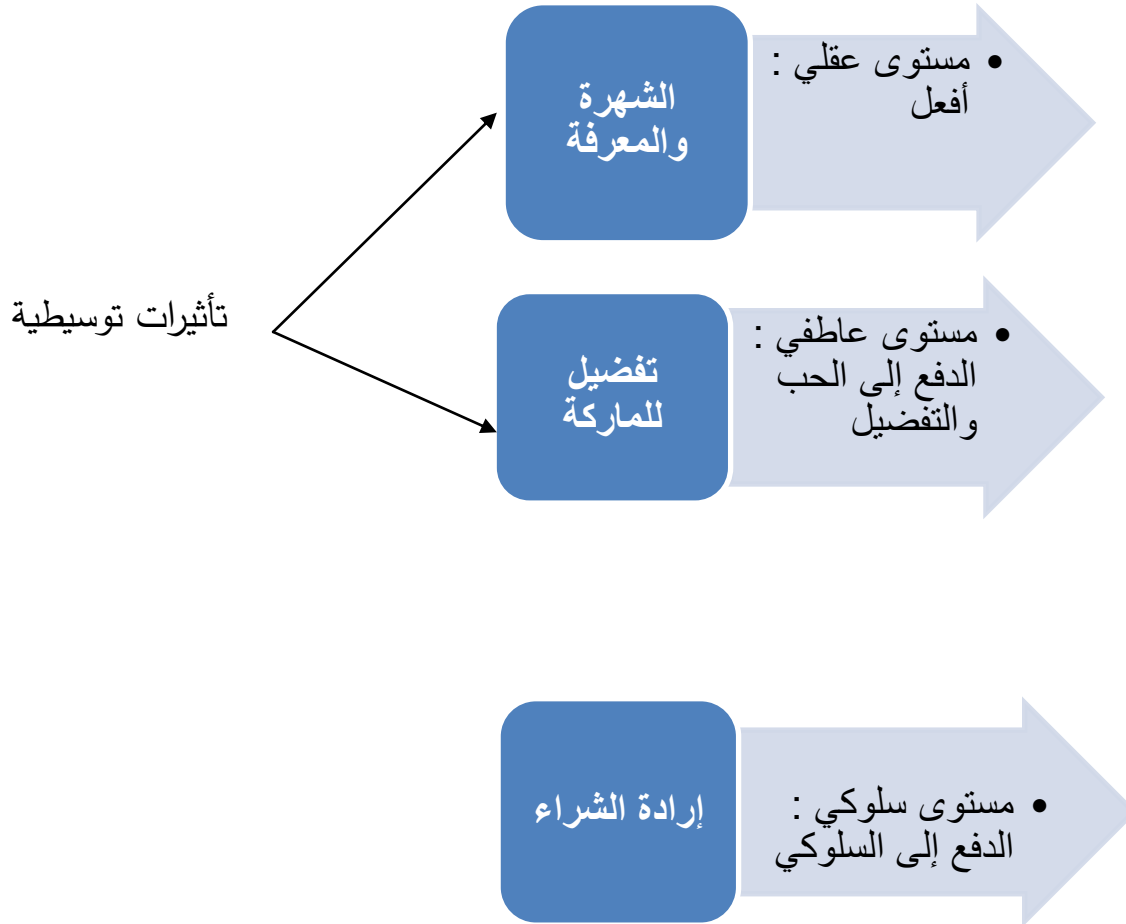 الشهرة
والمعرفة
• مستوى عقلي :
أفعل
تأثيرات توسيطية
تفضيل
للماركة
• مستوى عاطفي :
الدفع إلى الحب
والتفضيل
إرادة الشراء
• مستوى سلوكي :
الدفع إلى السلوكي